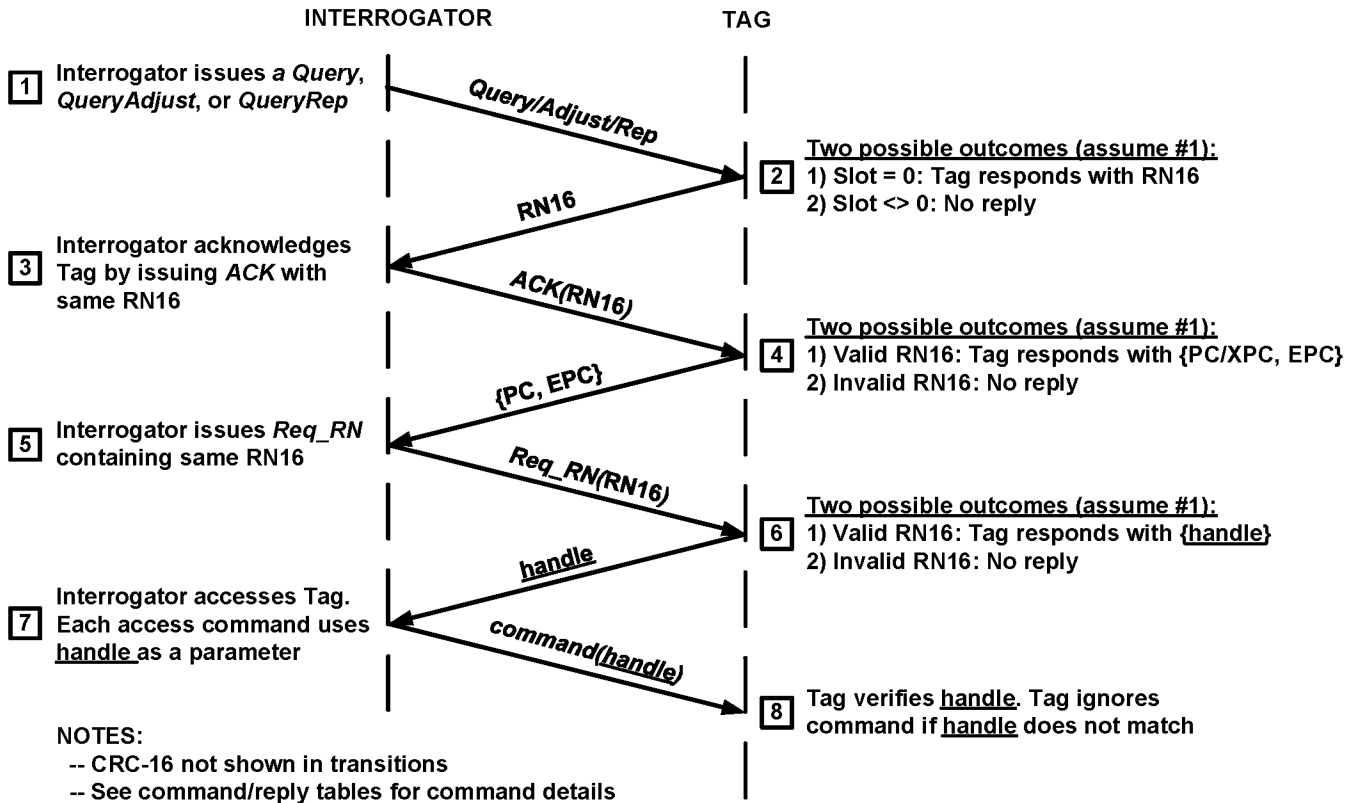 INTERROGATOR
TAG
1
Interrogator issues a Query,
QueryAdjust, or QueryRep
Query/Adjust/Rep
2
Two possible outcomes (assume #1):
1) Slot = 0: Tag responds with RN16
2) Slot <> 0: No reply
RN16
3
Interrogator acknowledges
Tag by issuing ACK with
same RN16
ACK(RN16)
4
Two possible outcomes (assume #1):
1) Valid RN16: Tag responds with {PC/XPC, EPC}
2) Invalid RN16: No reply
{PC, EPC}
5
Interrogator issues Req_RN
containing same RN16
Req_RN(RN16)
6
Two possible outcomes (assume #1):
1) Valid RN16: Tag responds with {handle}
2) Invalid RN16: No reply
handle
7
Interrogator accesses Tag.
Each access command uses
handle as a parameter
command(handle)
8
Tag verifies handle. Tag ignores
command if handle does not match
NOTES:
-- CRC-16 not shown in transitions
-- See command/reply tables for command details